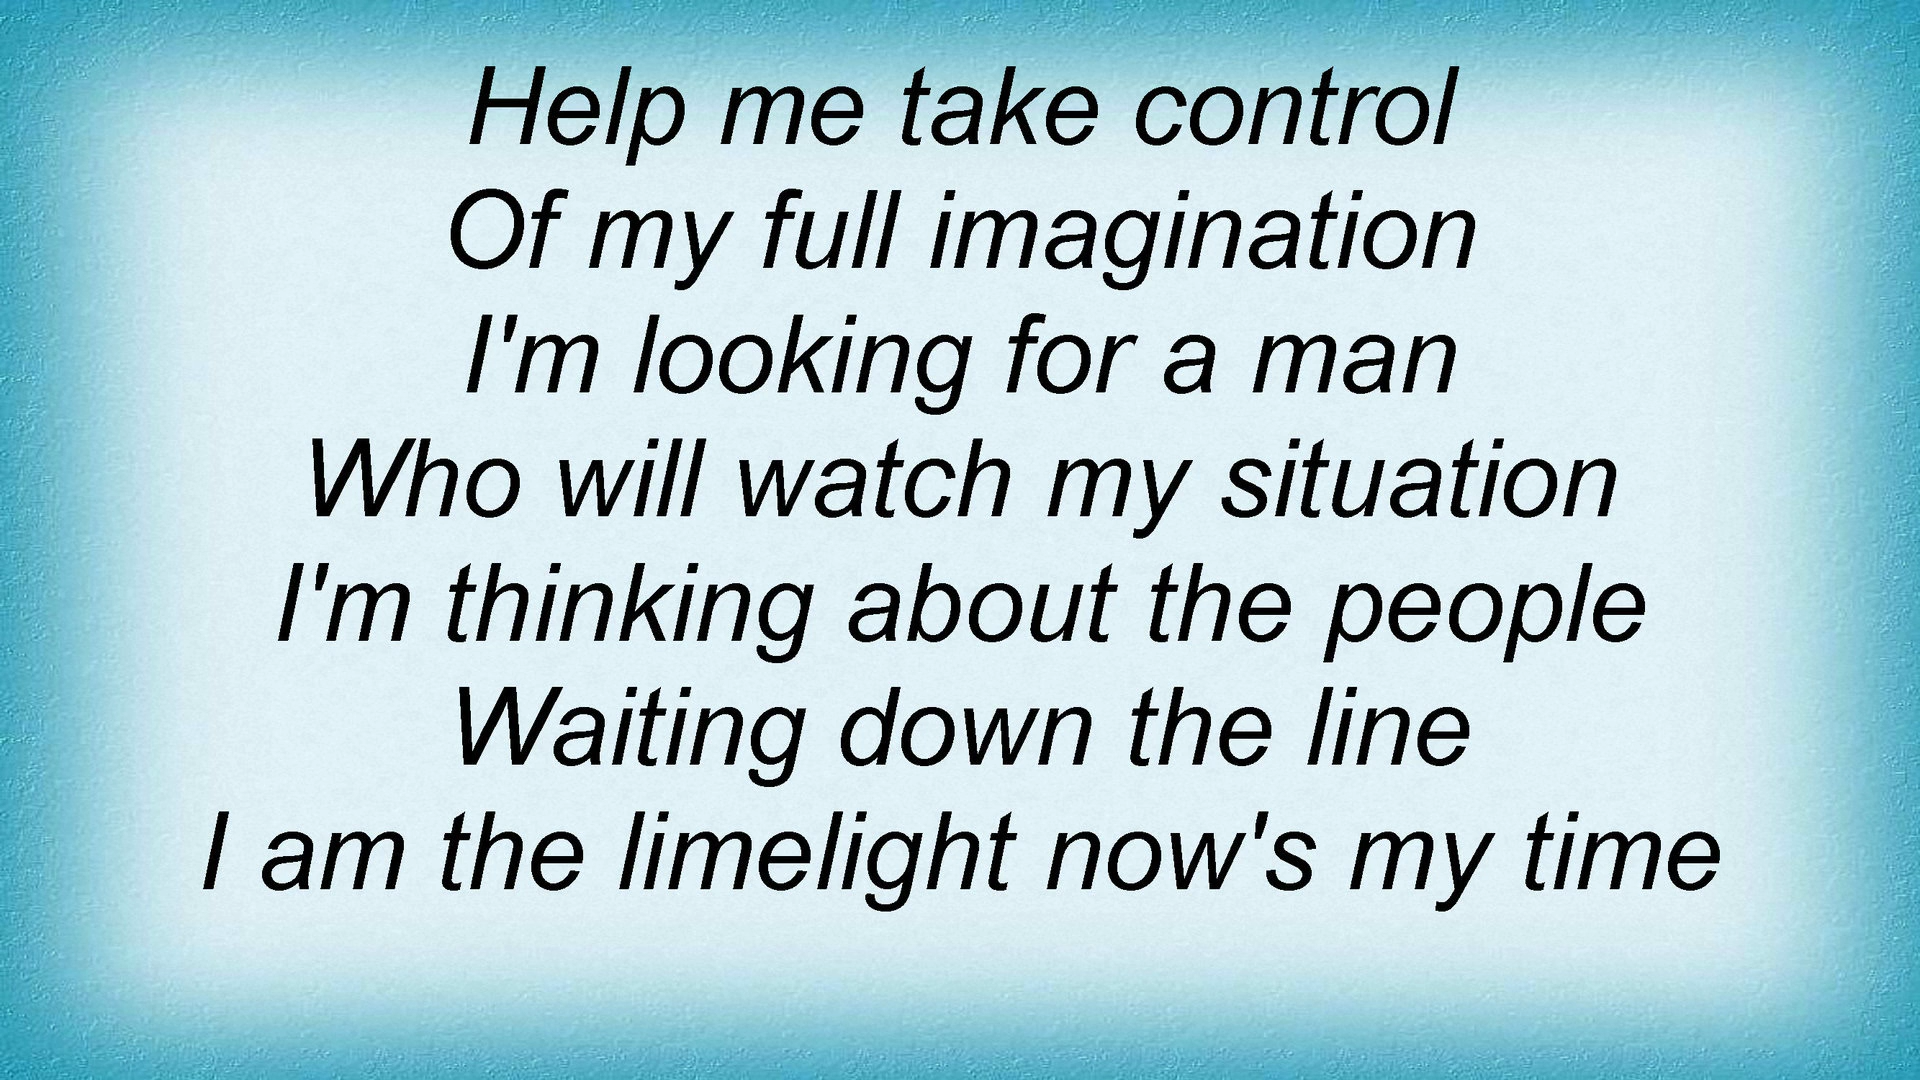 Help me take control
Of my full imagination
I'm looking for a man
Who will watch my situation
I'm thinking about the people
Waiting down the line
I am the limelight now's my time